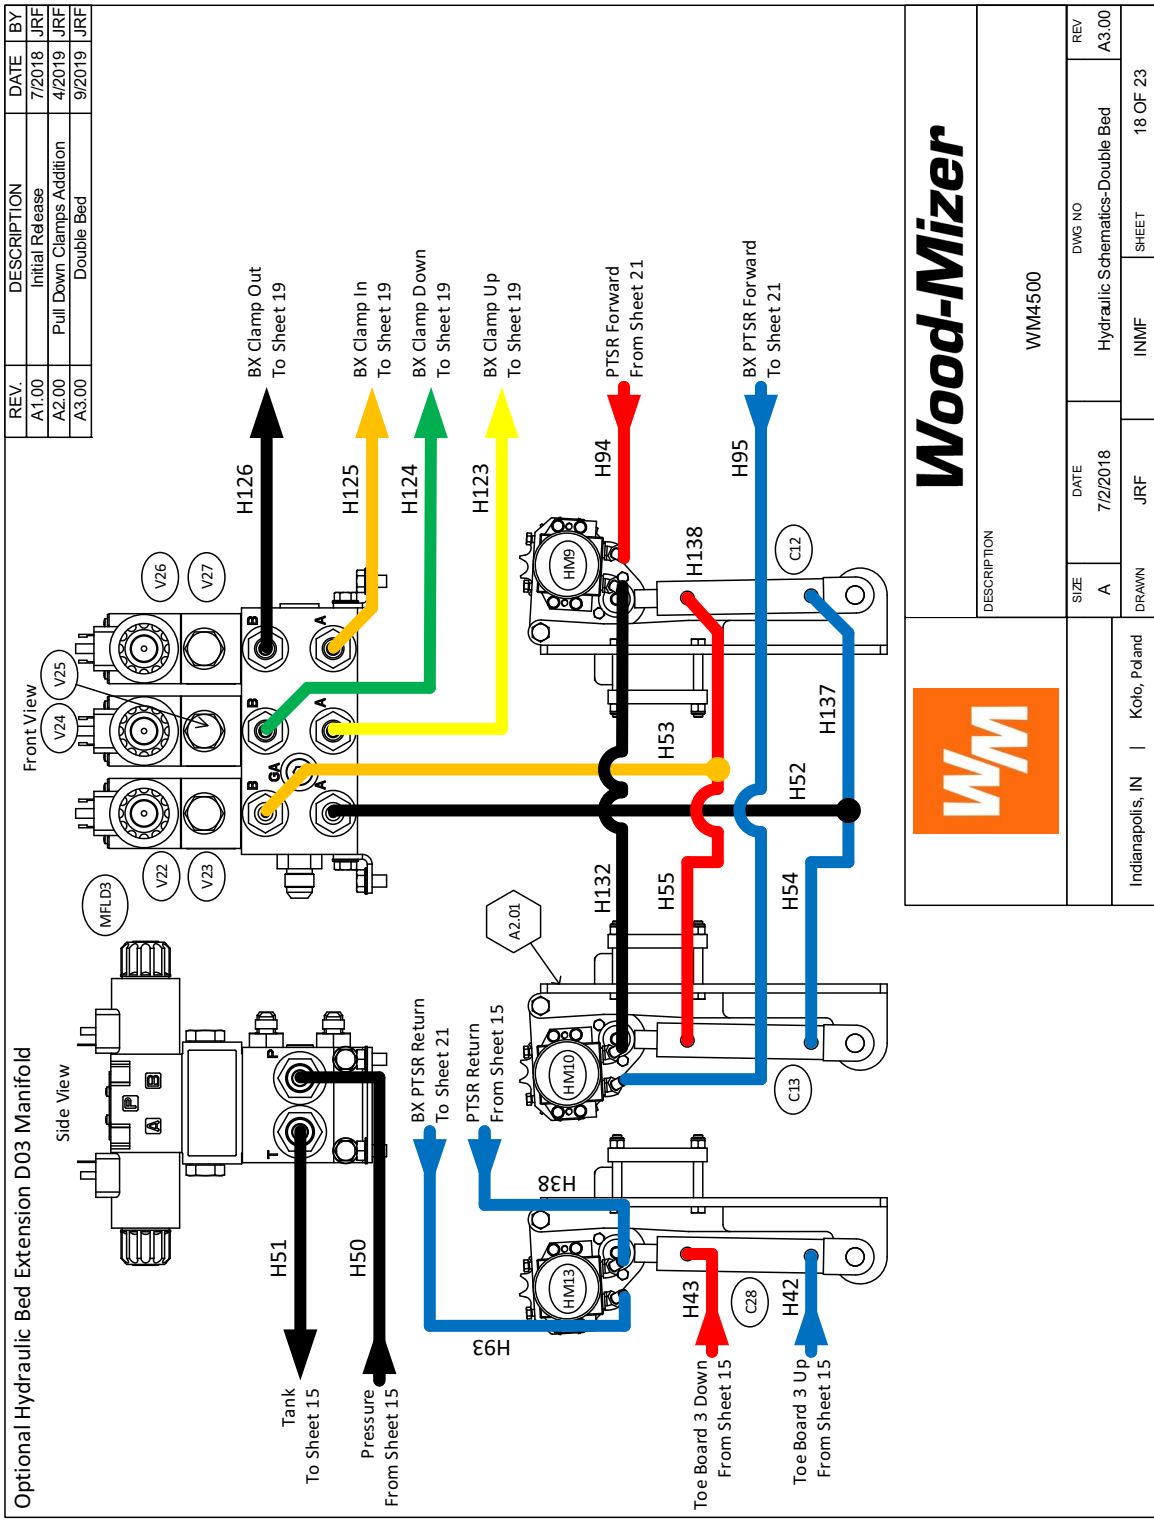 Optional Hydraulic Bed Extension D03 Manifold
REV. DESCRIPTION DATE BY
A1.00 Initial Release 7/2018 JRF
A2.00 Pull Down Clamps Addition 4/2019 JRF
A3.00 Double Bed 9/2019 JRF
Side View
Front View
MFLD3
V22
V23
V24
V25
V26
V27
A P B
T P
B B B
GA
A A A
Tank
To Sheet 15
H51
Pressure
From Sheet 15
H50
H126
BX Clamp Out
To Sheet 19
H125
BX Clamp In
To Sheet 19
H124
BX Clamp Down
To Sheet 19
H123
BX Clamp Up
To Sheet 19
BX PTSR Return
To Sheet 21
PTSR Return
From Sheet 15
H93
H38
A2.01
HM13
HM10
HM9
H132
H94
PTSR Forward
From Sheet 21
H95
BX PTSR Forward
To Sheet 21
H43
Toe Board 3 Down
From Sheet 15
C28
H42
Toe Board 3 Up
From Sheet 15
H55
H53
H138
C13
C12
H54
H52
H137
WM
Wood-Mizer
DESCRIPTION
WM4500
SIZE
A
DATE
7/2/2018
DWG NO
Hydraulic Schematics-Double Bed
REV
A3.00
Indianapolis, IN | Koło, Poland
DRAWN JRF INMF SHEET 18 OF 23